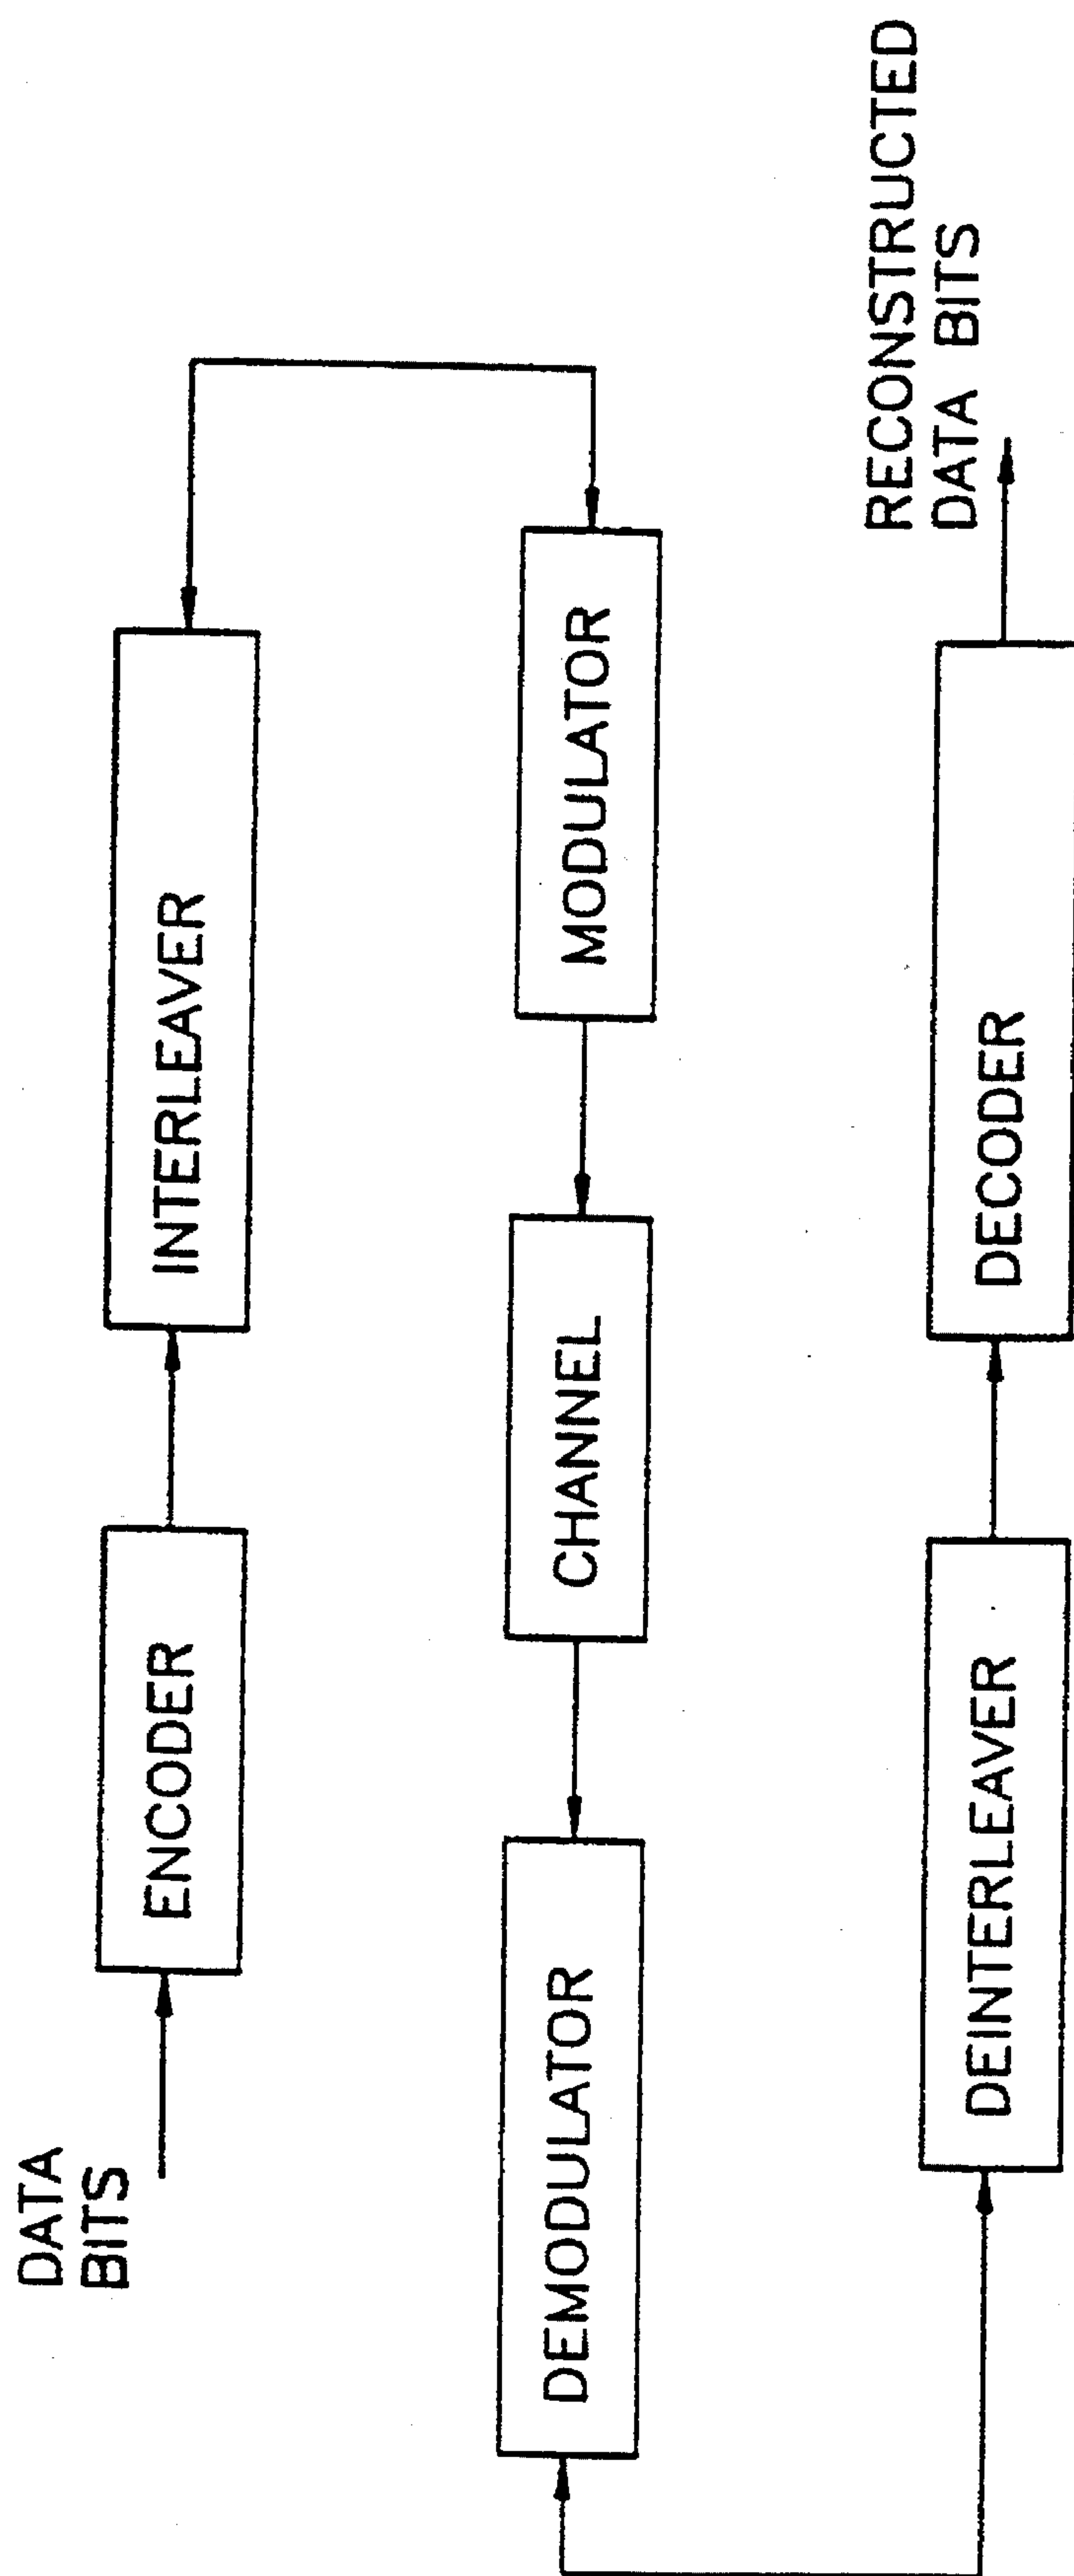 DATA
BITS
ENCODER
INTERLEAVER
MODULATOR
CHANNEL
DEMODULATOR
DEINTERLEAVER
DECODER
RECONSTRUCTED
DATA BITS